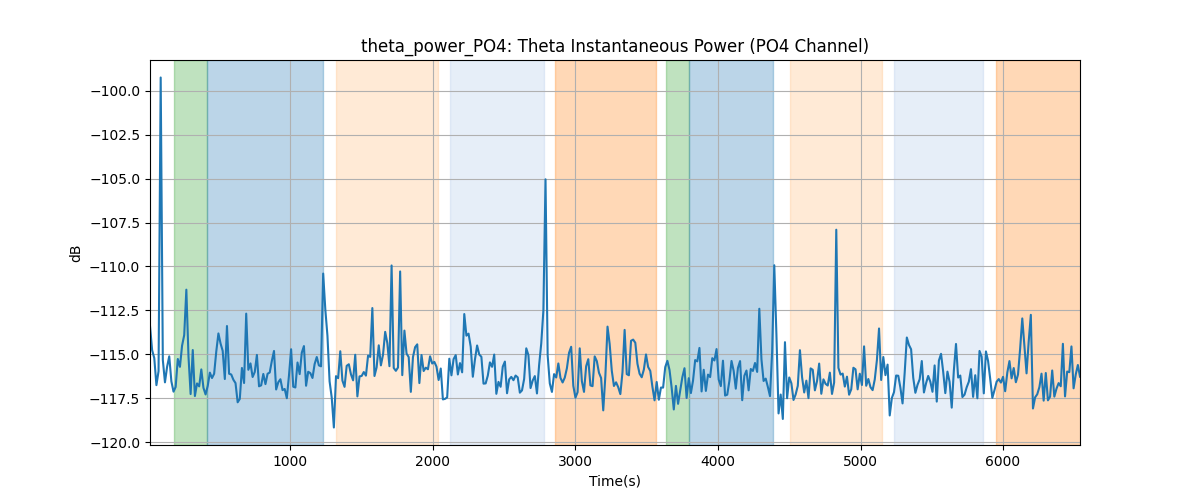 theta_power_PO4: Theta Instantaneous Power (PO4 Channel)
−100.0
−102.5
−105.0
−107.5
−110.0
−112.5
−115.0
−117.5
−120.0
dB
1000 2000 3000 4000 5000 6000
Time(s)